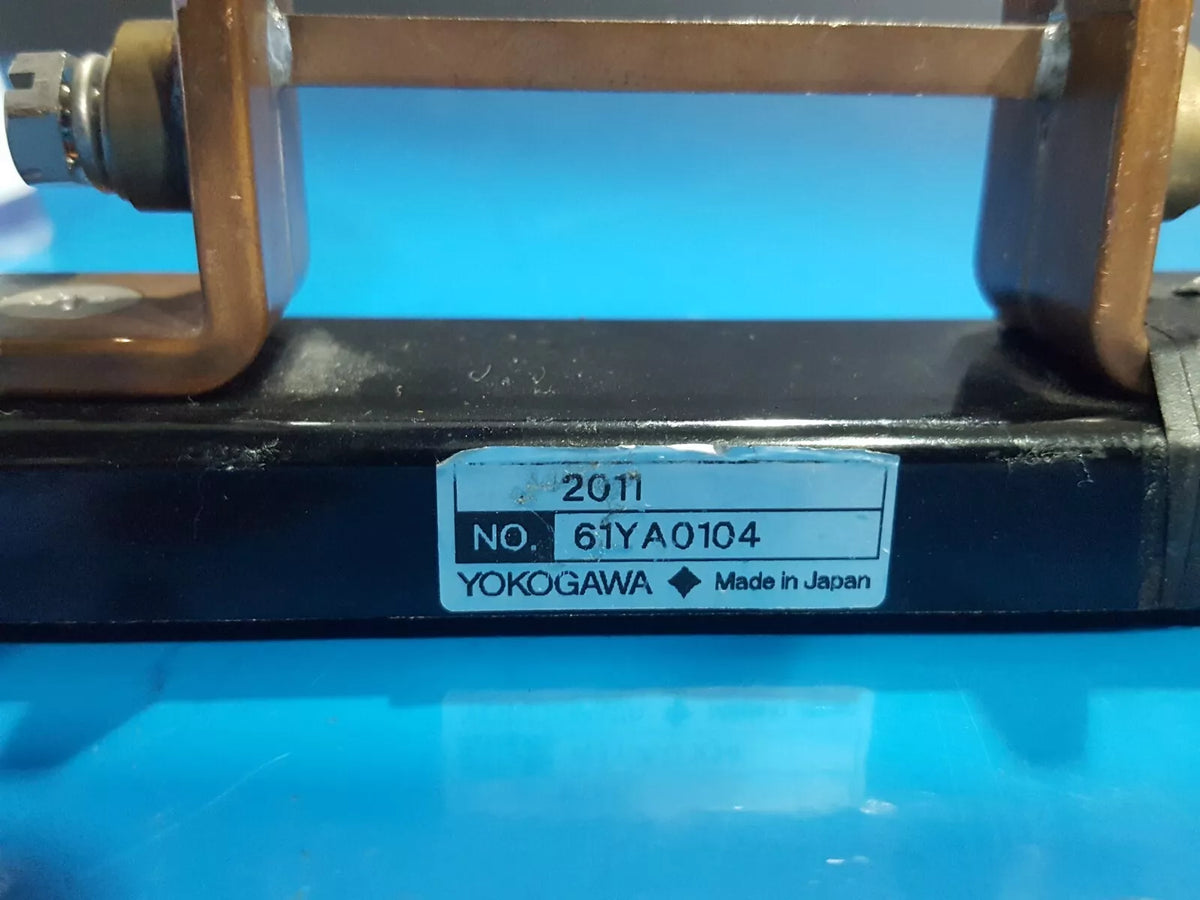 2011
NO. 61YA0104
YOKOGAWA ◆ Made in Japan